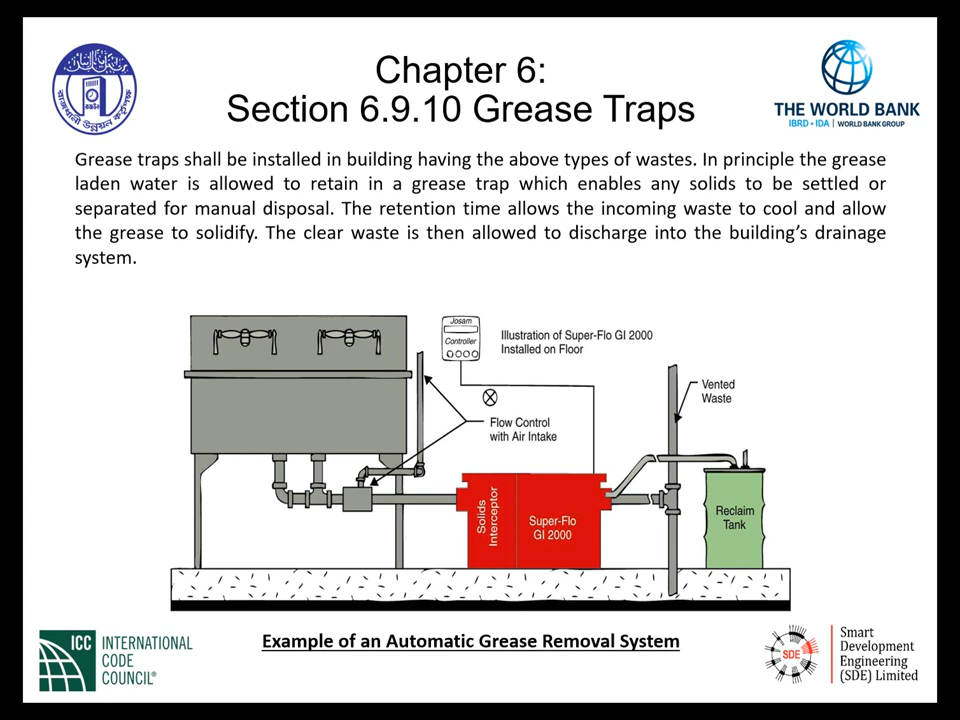 Chapter 6:
Section 6.9.10 Grease Traps
THE WORLD BANK
IBRD • IDA | WORLD BANK GROUP
Grease traps shall be installed in building having the above types of wastes. In principle the grease
laden water is allowed to retain in a grease trap which enables any solids to be settled or
separated for manual disposal. The retention time allows the incoming waste to cool and allow
the grease to solidify. The clear waste is then allowed to discharge into the building’s drainage
system.
Josam
Controller
Illustration of Super-Flo GI 2000
Installed on Floor
Vented
Waste
Flow Control
with Air Intake
Solids
Interceptor
Super-Flo
GI 2000
Reclaim
Tank
Example of an Automatic Grease Removal System
ICC
INTERNATIONAL
CODE
COUNCIL®
SDE
Smart
Development
Engineering
(SDE) Limited